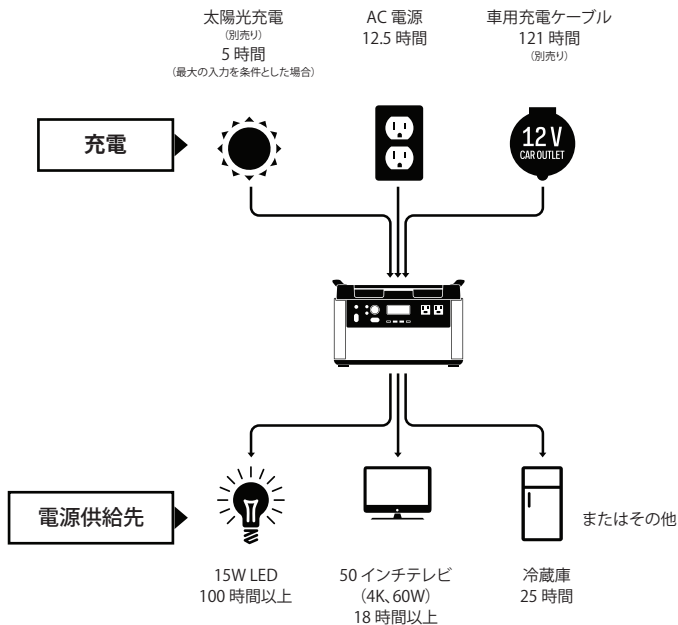 太陽光充電
(別売り)
5 時間
(最大の入力を条件とした場合)
AC 電源
12.5 時間
車用充電ケーブル
121 時間
(別売り)
充電
12 V
CAR OUTLET
電源供給先
15W LED
100 時間以上
50 インチテレビ
(4K、60W)
18 時間以上
冷蔵庫
25 時間
またはその他